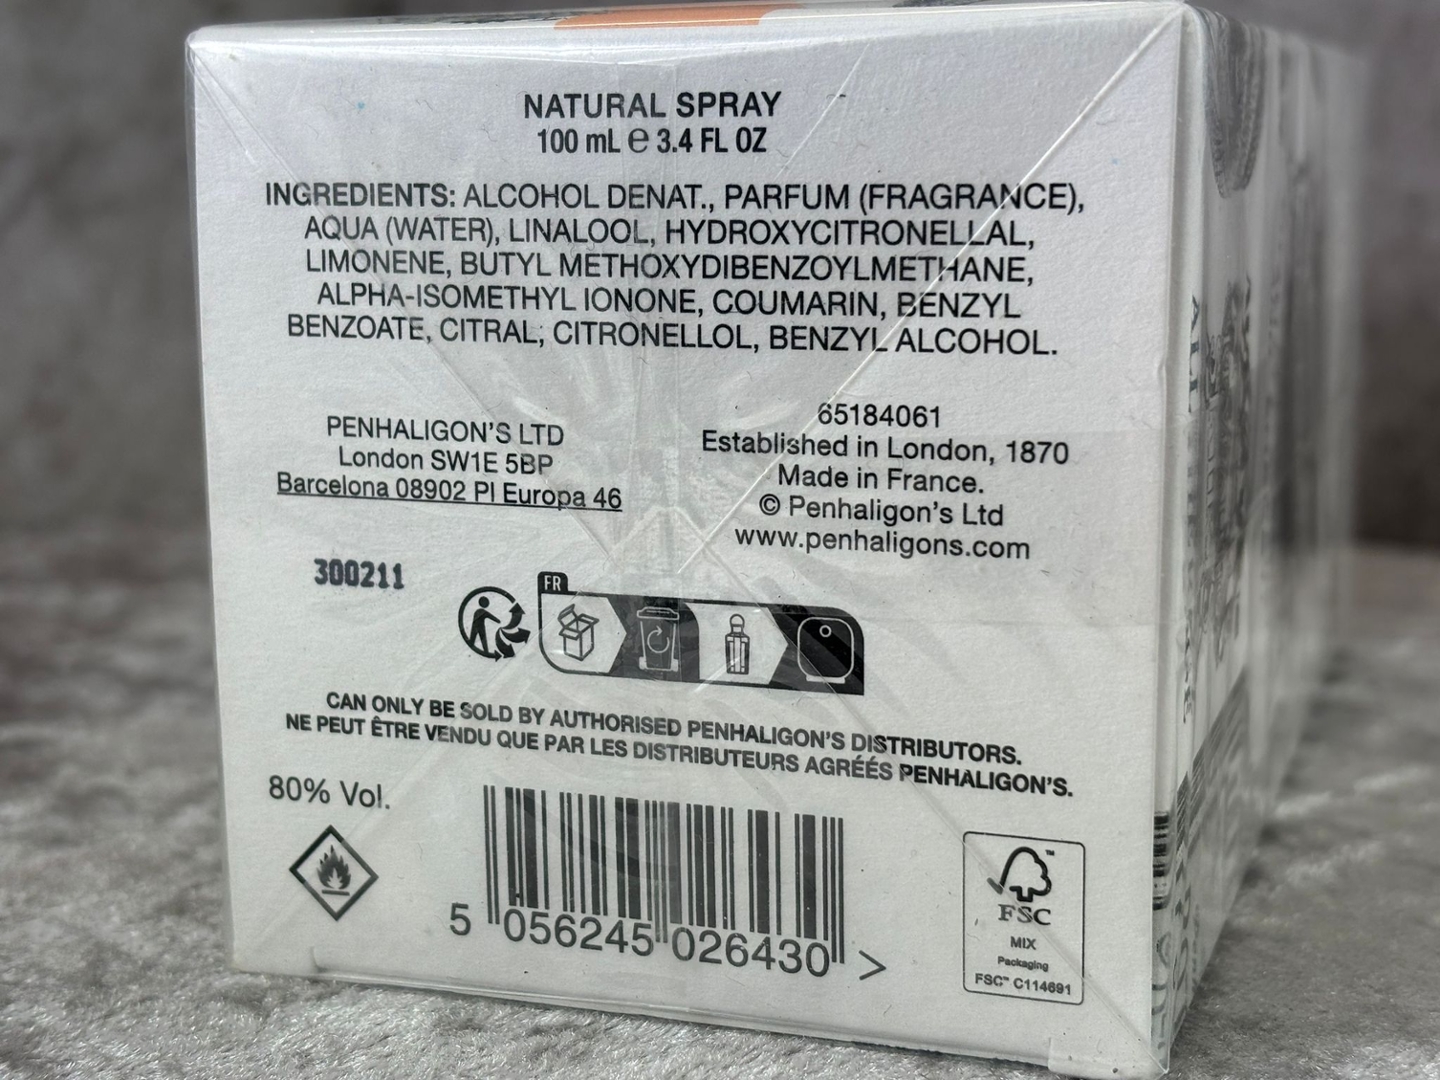 NATURAL SPRAY
100 mL ℮ 3.4 FL OZ
INGREDIENTS: ALCOHOL DENAT., PARFUM (FRAGRANCE),
AQUA (WATER), LINALOOL, HYDROXYCITRONELLAL,
LIMONENE, BUTYL METHOXYDIBENZOYLMETHANE,
ALPHA-ISOMETHYL IONONE, COUMARIN, BENZYL
BENZOATE, CITRAL, CITRONELLOL, BENZYL ALCOHOL.
PENHALIGON'S LTD
London SW1E 5BP
Barcelona 08902 Pl Europa 46
65184061
Established in London, 1870
Made in France.
© Penhaligon's Ltd
www.penhaligons.com
300211
FR
CAN ONLY BE SOLD BY AUTHORISED PENHALIGON'S DISTRIBUTORS.
NE PEUT ÊTRE VENDU QUE PAR LES DISTRIBUTEURS AGRÉÉS PENHALIGON'S.
80% Vol.
5 056245 026430 >
FSC
MIX
Packaging
FSC™ C114691